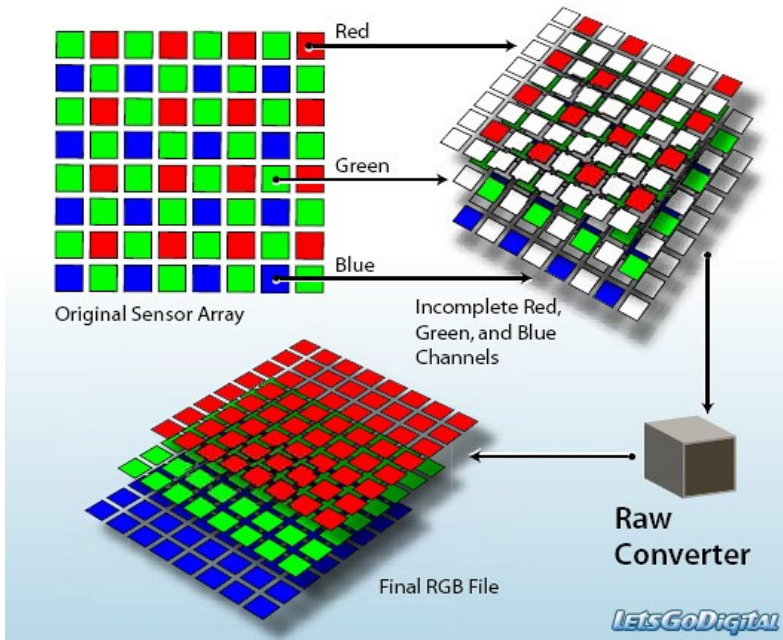 Red
Green
Blue
Original Sensor Array
Incomplete Red,
Green, and Blue
Channels
Raw
Converter
Final RGB File
LETSGODIGITAL